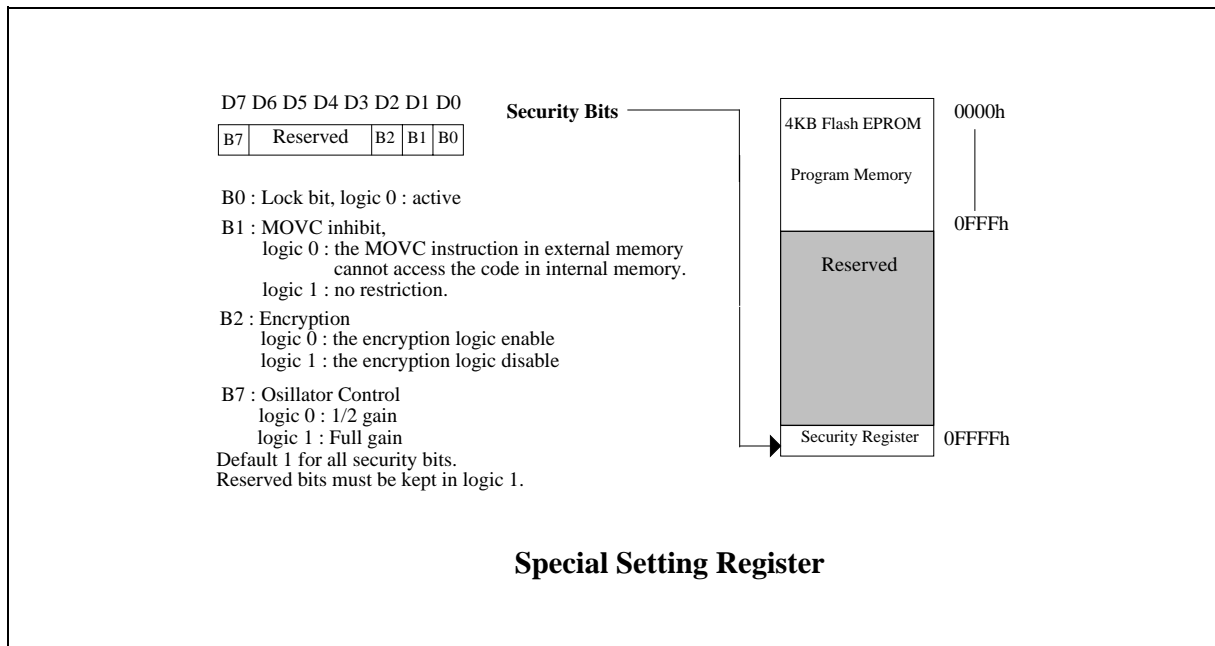 D7 D6 D5 D4 D3 D2 D1 D0
B7 Reserved B2 B1 B0
B0 : Lock bit, logic 0 : active
B1 : MOVC inhibit,
logic 0 : the MOVC instruction in external memory
cannot access the code in internal memory.
logic 1 : no restriction.
B2 : Encryption
logic 0 : the encryption logic enable
logic 1 : the encryption logic disable
B7 : Osillator Control
logic 0 : 1/2 gain
logic 1 : Full gain
Default 1 for all security bits.
Reserved bits must be kept in logic 1.
Security Bits
4KB Flash EPROM
Program Memory
Reserved
Security Register
0000h
0FFFh
0FFFFh
Special Setting Register